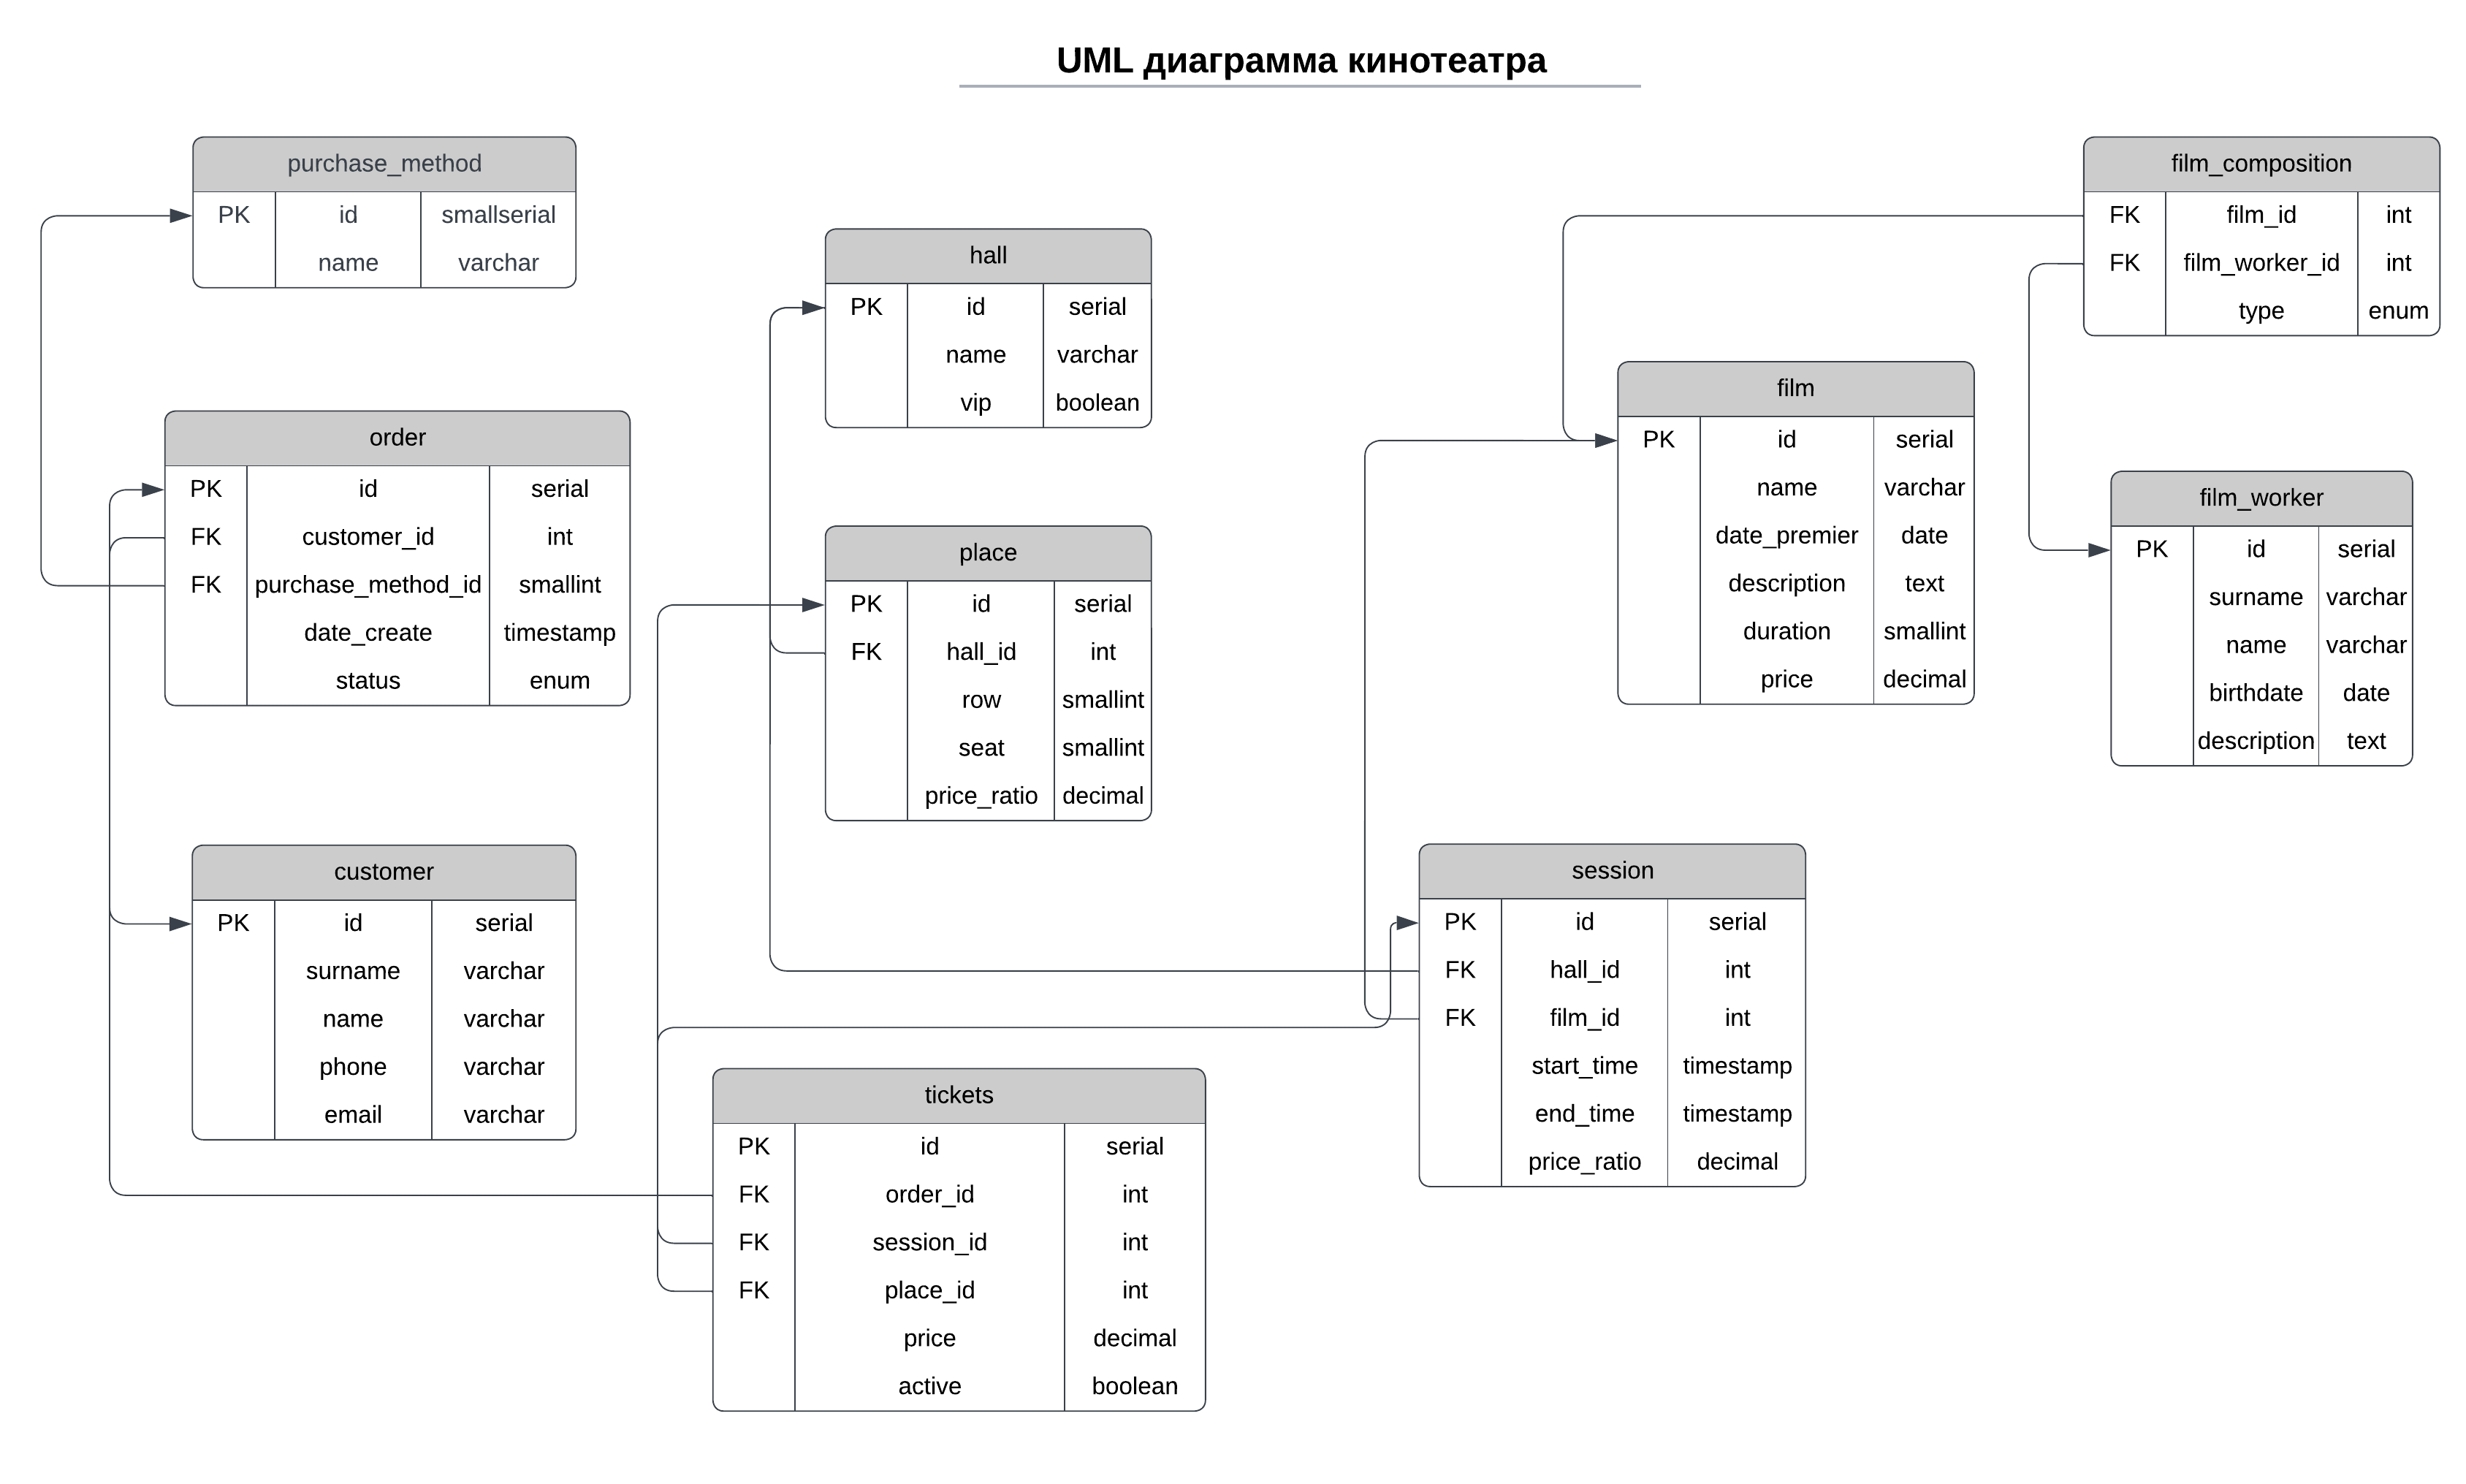 UML диаграмма кинотеатра
purchase_method
PK id smallserial
name varchar
order
PK id serial
FK customer_id int
FK purchase_method_id smallint
date_create timestamp
status enum
customer
PK id serial
surname varchar
name varchar
phone varchar
email varchar
hall
PK id serial
name varchar
vip boolean
place
PK id serial
FK hall_id int
row smallint
seat smallint
price_ratio decimal
tickets
PK id serial
FK order_id int
FK session_id int
FK place_id int
price decimal
active boolean
film
PK id serial
name varchar
date_premier date
description text
duration smallint
price decimal
session
PK id serial
FK hall_id int
FK film_id int
start_time timestamp
end_time timestamp
price_ratio decimal
film_composition
FK film_id int
FK film_worker_id int
type enum
film_worker
PK id serial
surname varchar
name varchar
birthdate date
description text